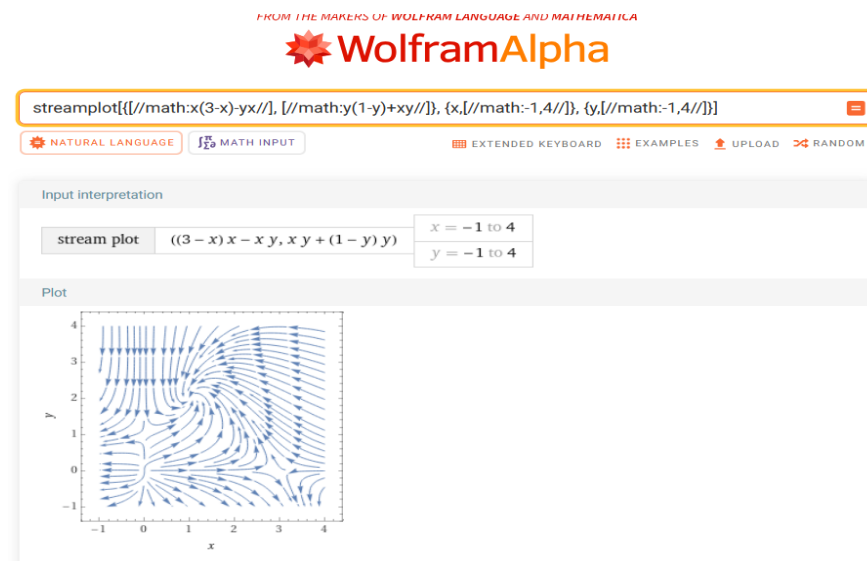 FROM THE MAKERS OF WOLFRAM LANGUAGE AND MATHEMATICA
WolframAlpha
streamplot[{[//math:x(3-x)-yx//], [//math:y(1-y)+xy//]}, {x,[//math:-1,4//]}, {y,[//math:-1,4//]}]
NATURAL LANGUAGE
∫Σ∂π MATH INPUT
EXTENDED KEYBOARD
EXAMPLES
UPLOAD
RANDOM
Input interpretation
stream plot
((3 − x) x − x y, x y + (1 − y) y)
x = −1 to 4
y = −1 to 4
Plot
4
3
2
1
0
−1
y
−1 0 1 2 3 4
x